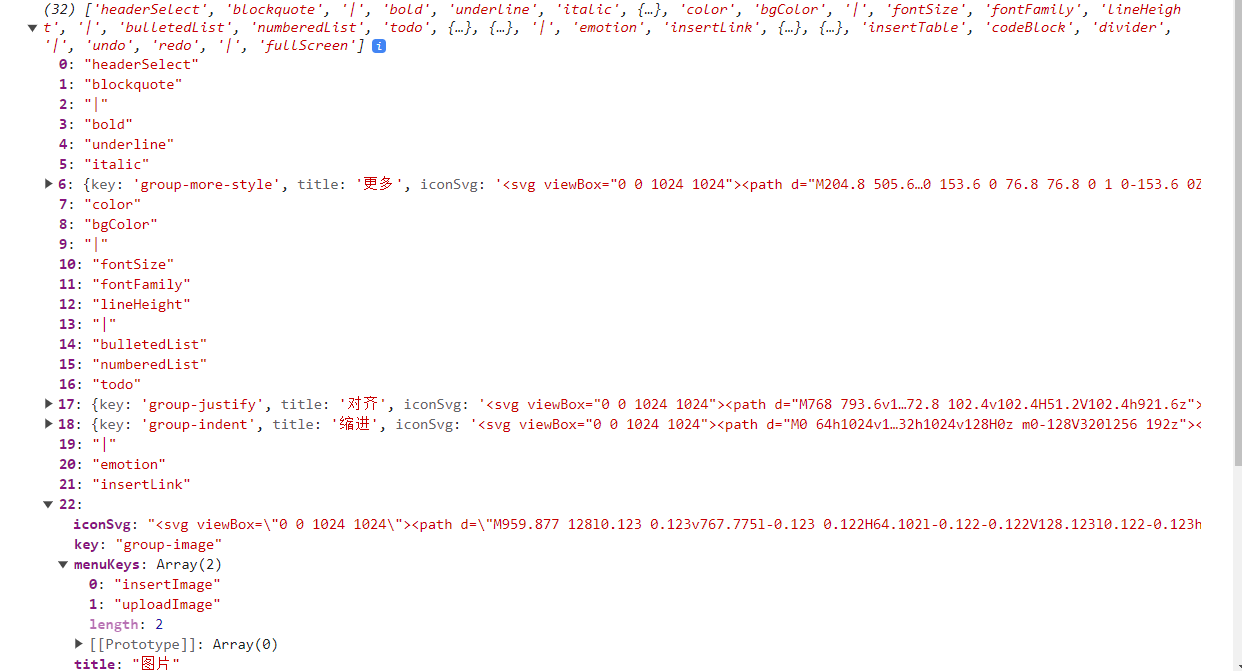 (32) ['headerSelect', 'blockquote', '|', 'bold', 'underline', 'italic', {…}, 'color', 'bgColor', '|', 'fontSize', 'fontFamily', 'lineHeigh
t', '|', 'bulletedList', 'numberedList', 'todo', {…}, {…}, '|', 'emotion', 'insertLink', {…}, {…}, 'insertTable', 'codeBlock', 'divider',
'|', 'undo', 'redo', '|', 'fullScreen'] i
0: "headerSelect"
1: "blockquote"
2: "|"
3: "bold"
4: "underline"
5: "italic"
6: {key: 'group-more-style', title: '更多', iconSvg: '<svg viewBox="0 0 1024 1024"><path d="M204.8 505.6…0 153.6 0 76.8 76.8 0 1 0-153.6 0Z
7: "color"
8: "bgColor"
9: "|"
10: "fontSize"
11: "fontFamily"
12: "lineHeight"
13: "|"
14: "bulletedList"
15: "numberedList"
16: "todo"
17: {key: 'group-justify', title: '对齐', iconSvg: '<svg viewBox="0 0 1024 1024"><path d="M768 793.6v1…72.8 102.4v102.4H51.2V102.4h921.6z">
18: {key: 'group-indent', title: '缩进', iconSvg: '<svg viewBox="0 0 1024 1024"><path d="M0 64h1024v1…32h1024v128H0z m0-128V320l256 192z"><
19: "|"
20: "emotion"
21: "insertLink"
22:
iconSvg: "<svg viewBox=\"0 0 1024 1024\"><path d=\"M959.877 128l0.123 0.123v767.775l-0.123 0.122H64.102l-0.122-0.122V128.123l0.122-0.123h
key: "group-image"
menuKeys: Array(2)
0: "insertImage"
1: "uploadImage"
length: 2
[[Prototype]]: Array(0)
title: "图片"